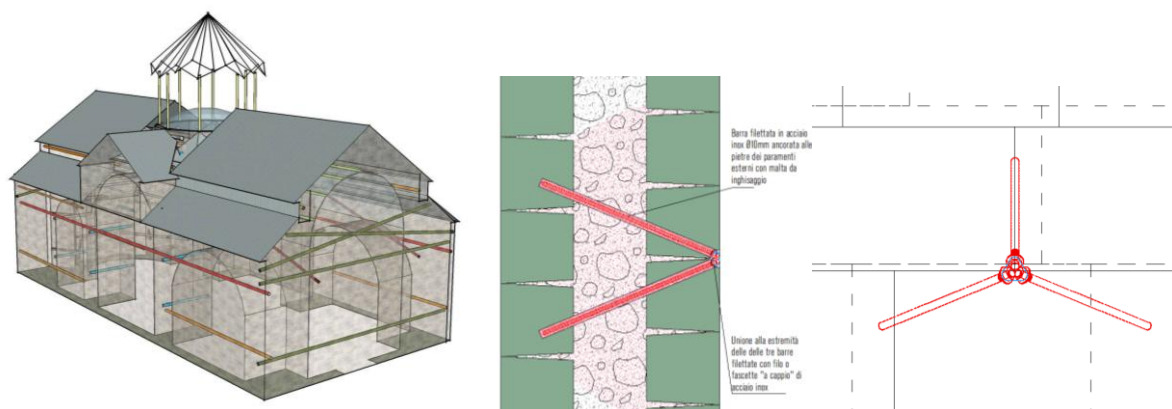 Barra filettata in acciaio
inox Ø10mm ancorata alle
pietre dei paramenti
esterni con malta da
inghisaggio
Unione alla estremità
delle delle tre barre
filettate con filo o
fascette "a cappio" di
acciaio inox